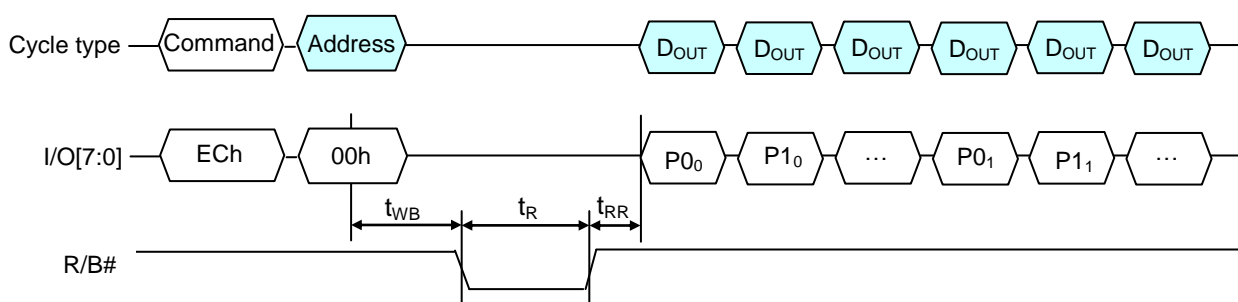 Cycle type Command Address DOUT DOUT DOUT DOUT DOUT DOUT
I/O[7:0] ECh 00h P00 P10 ... P01 P11 ...
tWB tR tRR
R/B#